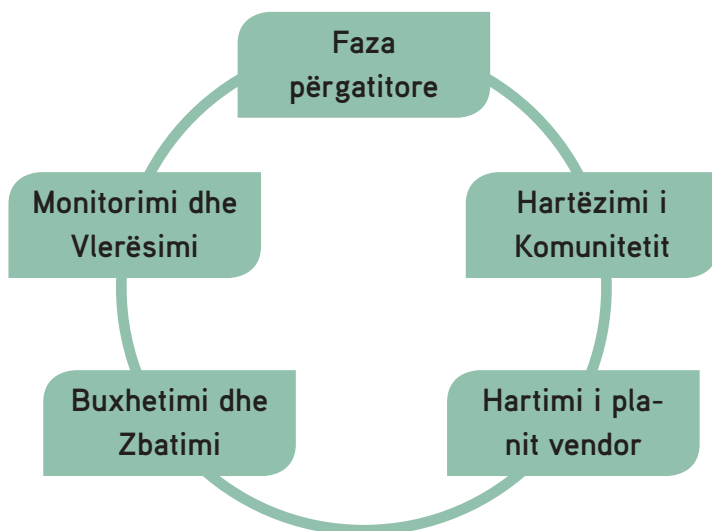 Faza
përgatitore
Monitorimi dhe
Vlerësimi
Hartëzimi i
Komunitetit
Buxhetimi dhe
Zbatimi
Hartimi i pla-
nit vendor